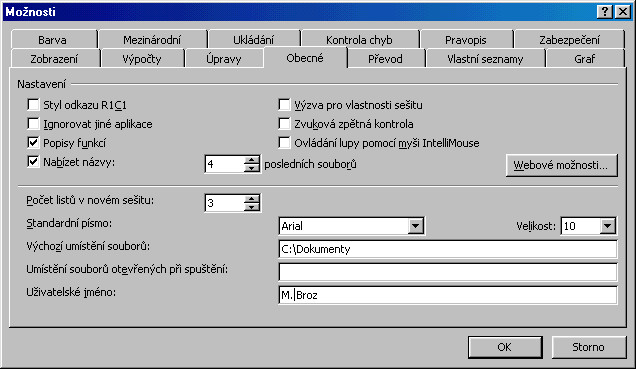 Možnosti
Barva Mezinárodní Ukládání Kontrola chyb Pravopis Zabezpečení
Zobrazení Výpočty Úpravy Obecné Převod Vlastní seznamy Graf
Nastavení
Styl odkazu R1C1 Výzva pro vlastnosti sešitu
Ignorovat jiné aplikace Zvuková zpětná kontrola
Popisy funkcí Ovládání lupy pomocí myši IntelliMouse
Nabízet názvy: 4 posledních souborů Webové možnosti...
Počet listů v novém sešitu: 3
Standardní písmo: Arial Velikost: 10
Výchozí umístění souborů: C:\Dokumenty
Umístění souborů otevřených při spuštění:
Uživatelské jméno: M. Broz
OK Storno